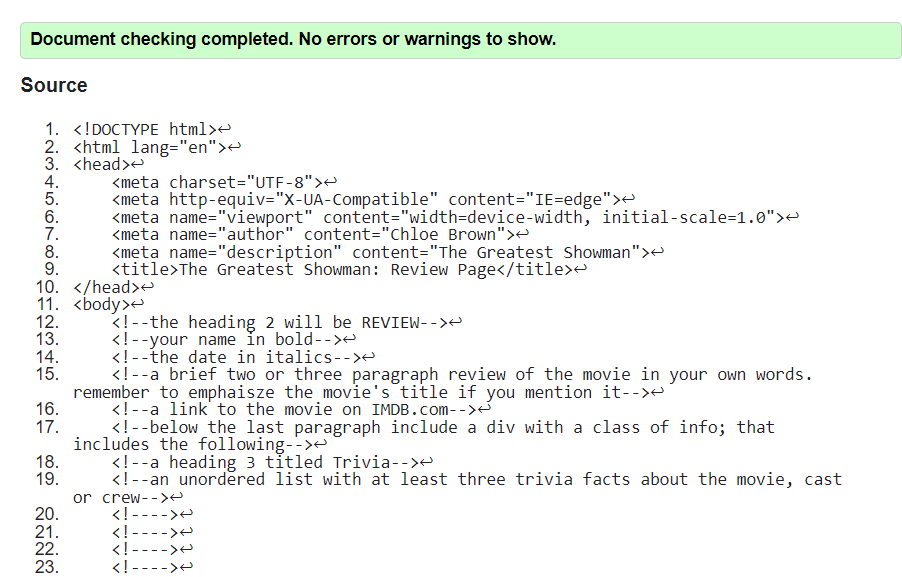 Document checking completed. No errors or warnings to show.
Source
1. <!DOCTYPE html>↩
2. <html lang="en">↩
3. <head>↩
4.     <meta charset="UTF-8">↩
5.     <meta http-equiv="X-UA-Compatible" content="IE=edge">↩
6.     <meta name="viewport" content="width=device-width, initial-scale=1.0">↩
7.     <meta name="author" content="Chloe Brown">↩
8.     <meta name="description" content="The Greatest Showman">↩
9.     <title>The Greatest Showman: Review Page</title>↩
10. </head>↩
11. <body>↩
12.     <!--the heading 2 will be REVIEW-->↩
13.     <!--your name in bold-->↩
14.     <!--the date in italics-->↩
15.     <!--a brief two or three paragraph review of the movie in your own words.
remember to emphaisze the movie's title if you mention it-->↩
16.     <!--a link to the movie on IMDB.com-->↩
17.     <!--below the last paragraph include a div with a class of info; that
includes the following-->↩
18.     <!--a heading 3 titled Trivia-->↩
19.     <!--an unordered list with at least three trivia facts about the movie, cast
or crew-->↩
20.     <!---->↩
21.     <!---->↩
22.     <!---->↩
23.     <!---->↩